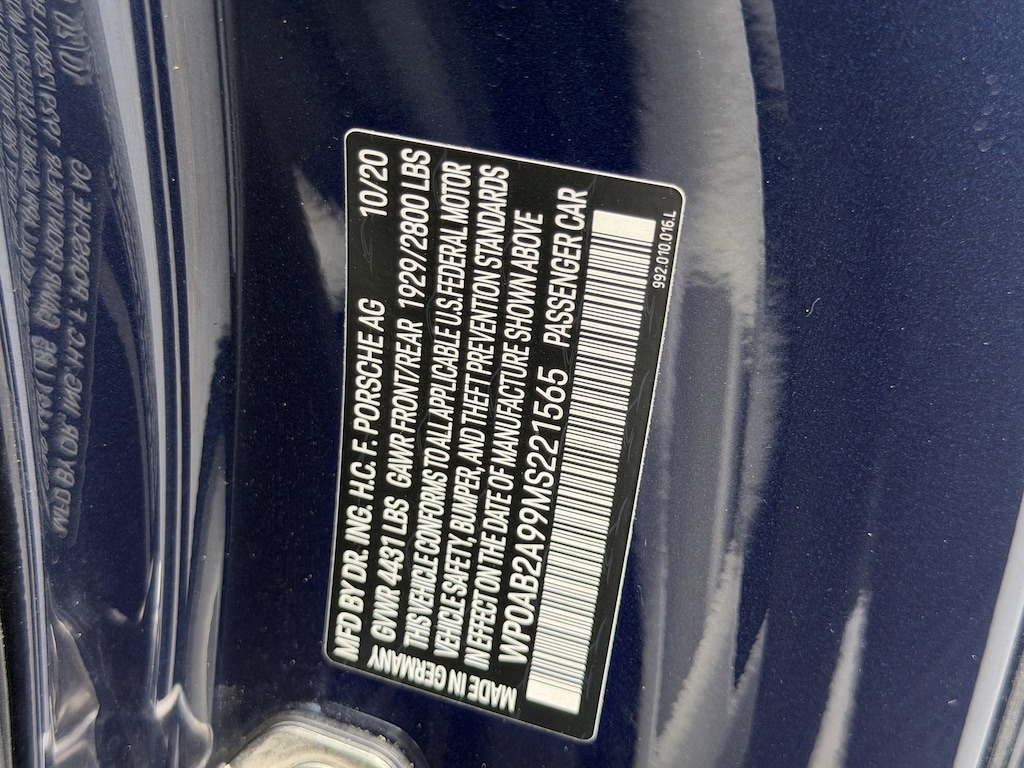 MFD BY DR. ING. H.C. F. PORSCHE AG 10/20
GVWR 4431 LBS GAWR FRONT/REAR 1929/2800 LBS
THIS VEHICLE CONFORMS TO ALL APPLICABLE U.S. FEDERAL MOTOR
VEHICLE SAFETY, BUMPER, AND THEFT PREVENTION STANDARDS
IN EFFECT ON THE DATE OF MANUFACTURE SHOWN ABOVE
WP0AB2A99MS221565 PASSENGER CAR
MADE IN GERMANY
992.010.016.L